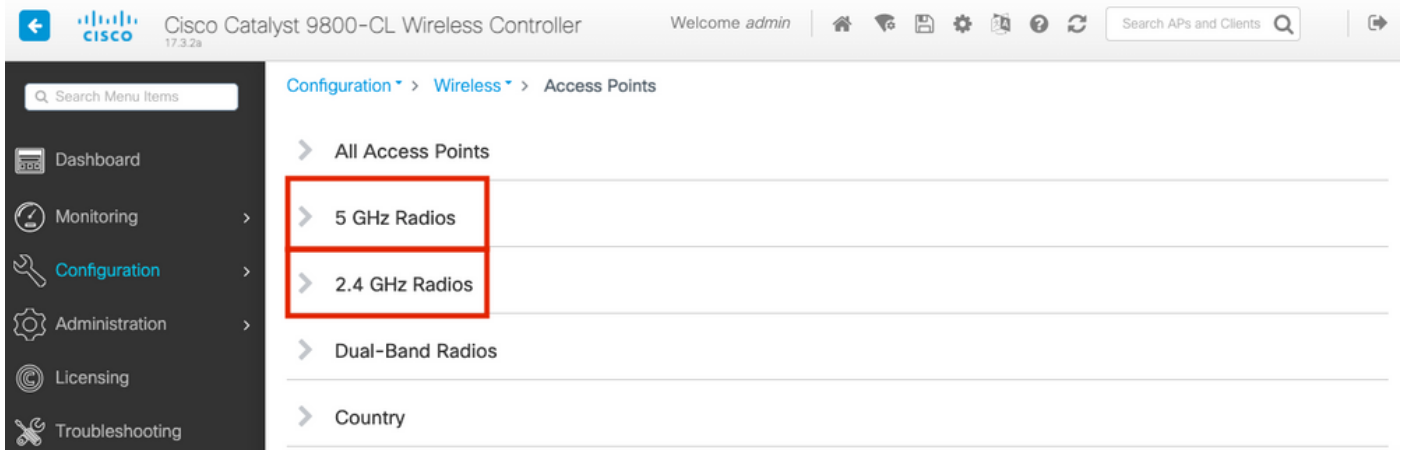 CISCO
Cisco Catalyst 9800-CL Wireless Controller
17.3.2a
Welcome admin
Search APs and Clients
Search Menu Items
Dashboard
Monitoring
Configuration
Administration
Licensing
Troubleshooting
Configuration > Wireless > Access Points
All Access Points
5 GHz Radios
2.4 GHz Radios
Dual-Band Radios
Country